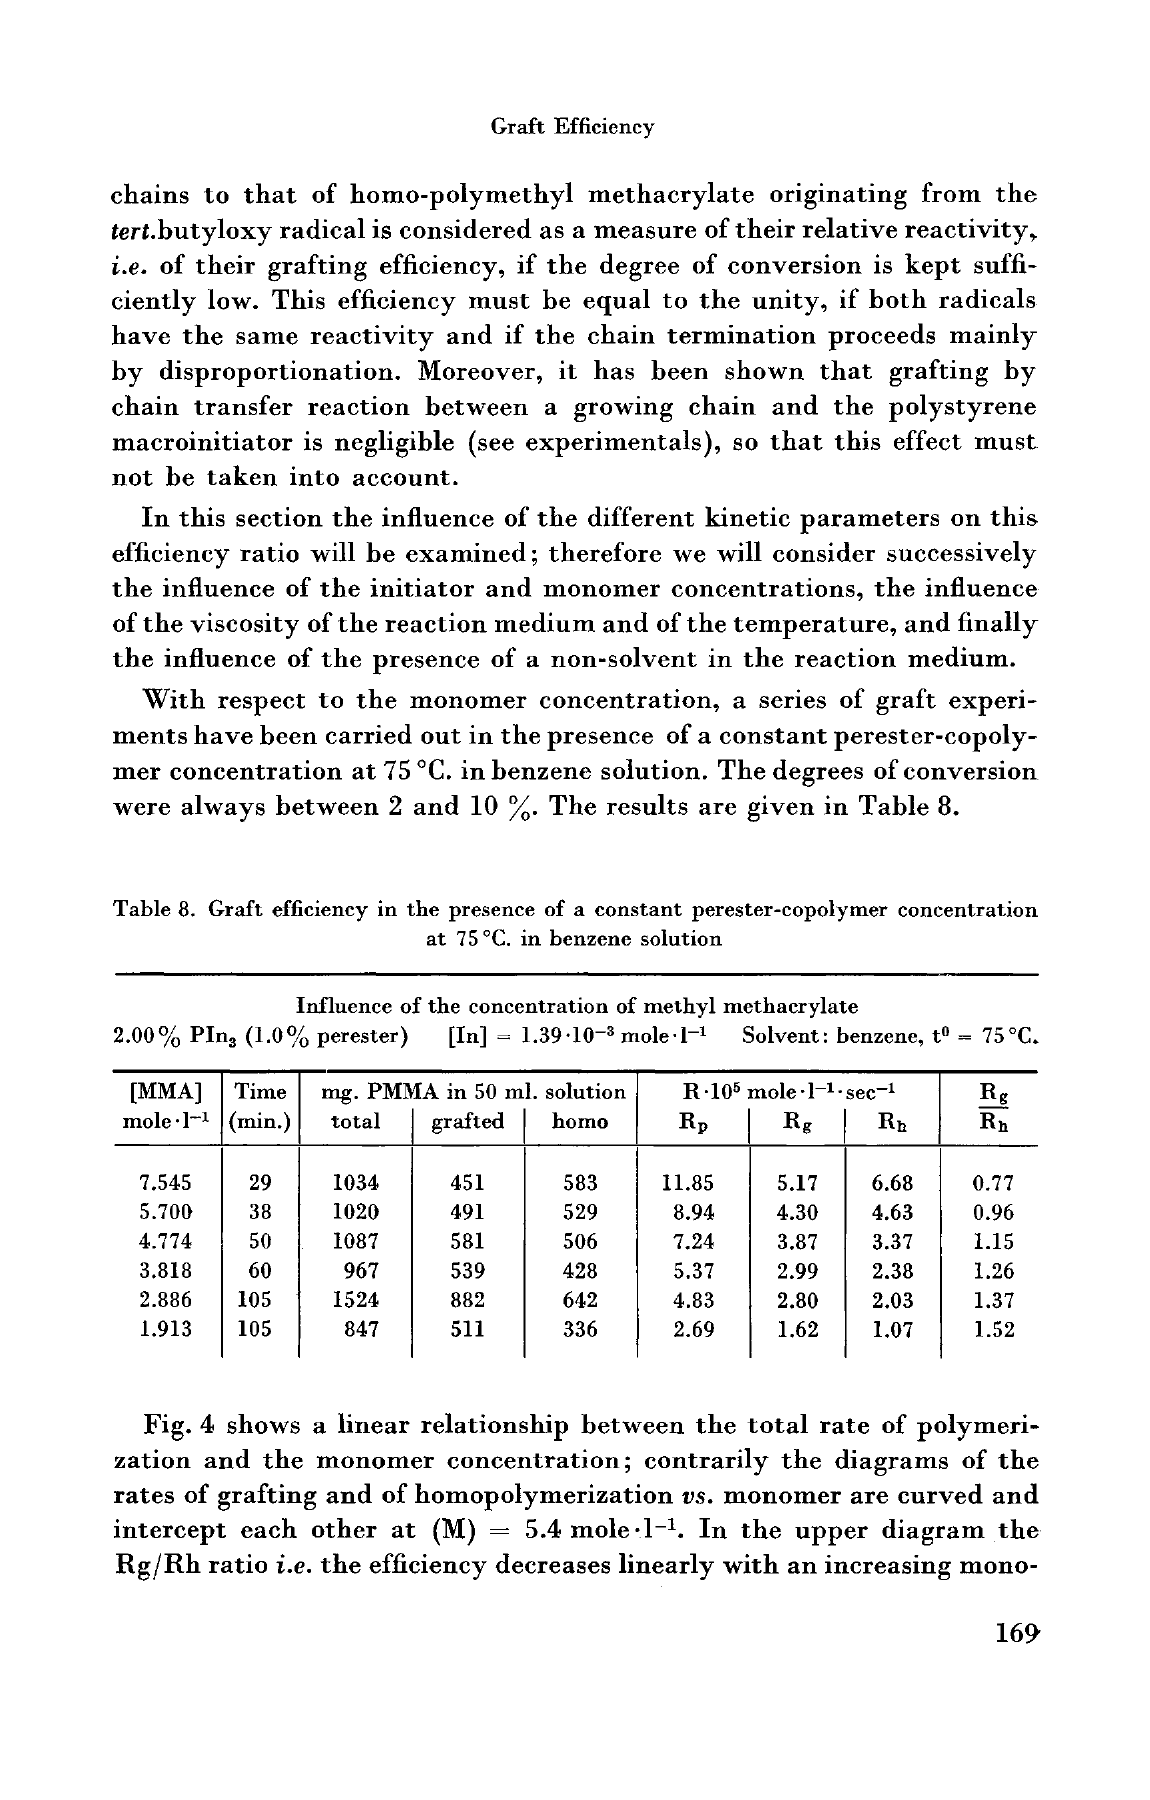 Graft Efficiency
chains to that of homo-polymethyl methacrylate originating from the
tert.butyloxy radical is considered as a measure of their relative reactivity,
i.e. of their grafting efficiency, if the degree of conversion is kept suffi-
ciently low. This efficiency must be equal to the unity, if both radicals
have the same reactivity and if the chain termination proceeds mainly
by disproportionation. Moreover, it has been shown that grafting by
chain transfer reaction between a growing chain and the polystyrene
macroinitiator is negligible (see experimentals), so that this effect must
not be taken into account.
In this section the influence of the different kinetic parameters on this
efficiency ratio will be examined; therefore we will consider successively
the influence of the initiator and monomer concentrations, the influence
of the viscosity of the reaction medium and of the temperature, and finally
the influence of the presence of a non-solvent in the reaction medium.
With respect to the monomer concentration, a series of graft experi-
ments have been carried out in the presence of a constant perester-copoly-
mer concentration at 75 °C. in benzene solution. The degrees of conversion
were always between 2 and 10 %. The results are given in Table 8.
Table 8. Graft efficiency in the presence of a constant perester-copolymer concentration
at 75 °C. in benzene solution
Influence of the concentration of methyl methacrylate
2.00% PIn₃ (1.0% perester) [In] = 1.39·10⁻³ mole·l⁻¹ Solvent: benzene, t⁰ = 75 °C.
[MMA] Time mg. PMMA in 50 ml. solution R·10⁵ mole·l⁻¹·sec⁻¹ Rg
mole·l⁻¹ (min.) total grafted homo Rp Rg Rh Rh
7.545 29 1034 451 583 11.85 5.17 6.68 0.77
5.700 38 1020 491 529 8.94 4.30 4.63 0.96
4.774 50 1087 581 506 7.24 3.87 3.37 1.15
3.818 60 967 539 428 5.37 2.99 2.38 1.26
2.886 105 1524 882 642 4.83 2.80 2.03 1.37
1.913 105 847 511 336 2.69 1.62 1.07 1.52
Fig. 4 shows a linear relationship between the total rate of polymeri-
zation and the monomer concentration; contrarily the diagrams of the
rates of grafting and of homopolymerization vs. monomer are curved and
intercept each other at (M) = 5.4 mole·l⁻¹. In the upper diagram the
Rg/Rh ratio i.e. the efficiency decreases linearly with an increasing mono-
169